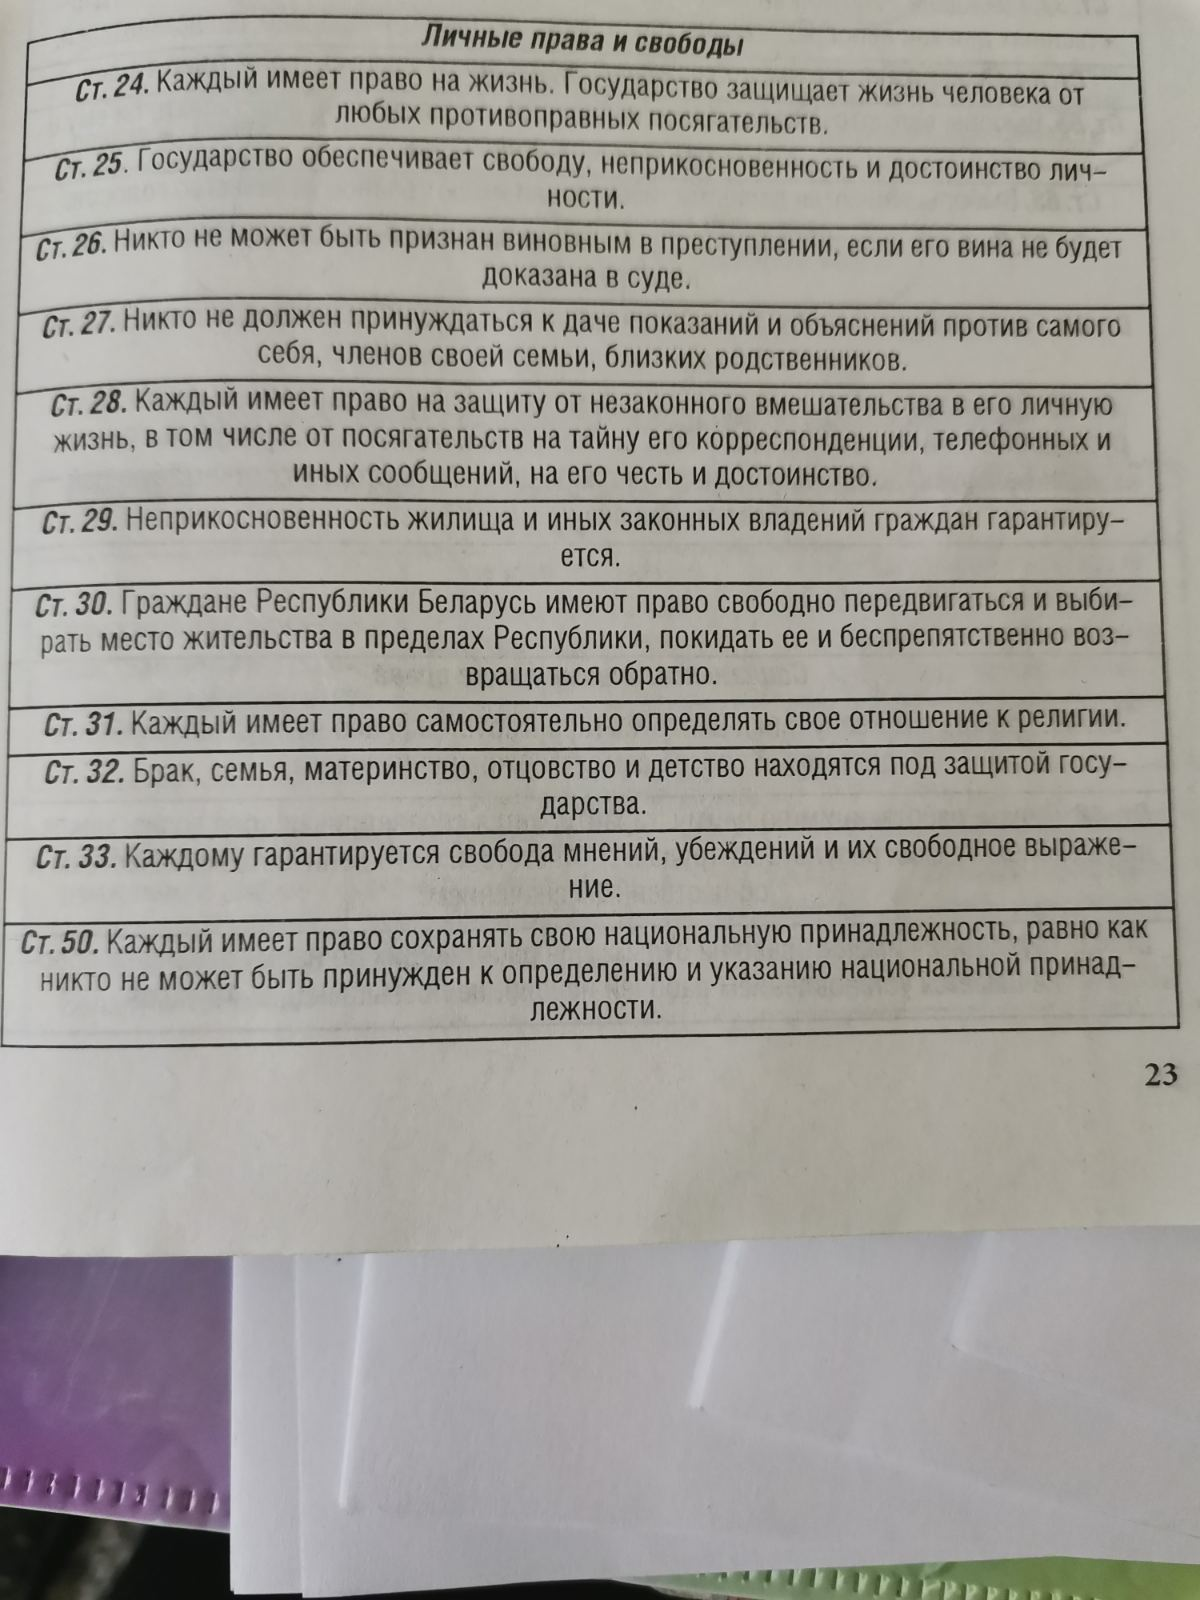 Личные права и свободы
Ст. 24. Каждый имеет право на жизнь. Государство защищает жизнь человека от
любых противоправных посягательств.
Ст. 25. Государство обеспечивает свободу, неприкосновенность и достоинство лич-
ности.
Ст. 26. Никто не может быть признан виновным в преступлении, если его вина не будет
доказана в суде.
Ст. 27. Никто не должен принуждаться к даче показаний и объяснений против самого
себя, членов своей семьи, близких родственников.
Ст. 28. Каждый имеет право на защиту от незаконного вмешательства в его личную
жизнь, в том числе от посягательств на тайну его корреспонденции, телефонных и
иных сообщений, на его честь и достоинство.
Ст. 29. Неприкосновенность жилища и иных законных владений граждан гарантиру-
ется.
Ст. 30. Граждане Республики Беларусь имеют право свободно передвигаться и выби-
рать место жительства в пределах Республики, покидать ее и беспрепятственно воз-
вращаться обратно.
Ст. 31. Каждый имеет право самостоятельно определять свое отношение к религии.
Ст. 32. Брак, семья, материнство, отцовство и детство находятся под защитой госу-
дарства.
Ст. 33. Каждому гарантируется свобода мнений, убеждений и их свободное выраже-
ние.
Ст. 50. Каждый имеет право сохранять свою национальную принадлежность, равно как
никто не может быть принужден к определению и указанию национальной принад-
лежности.
23